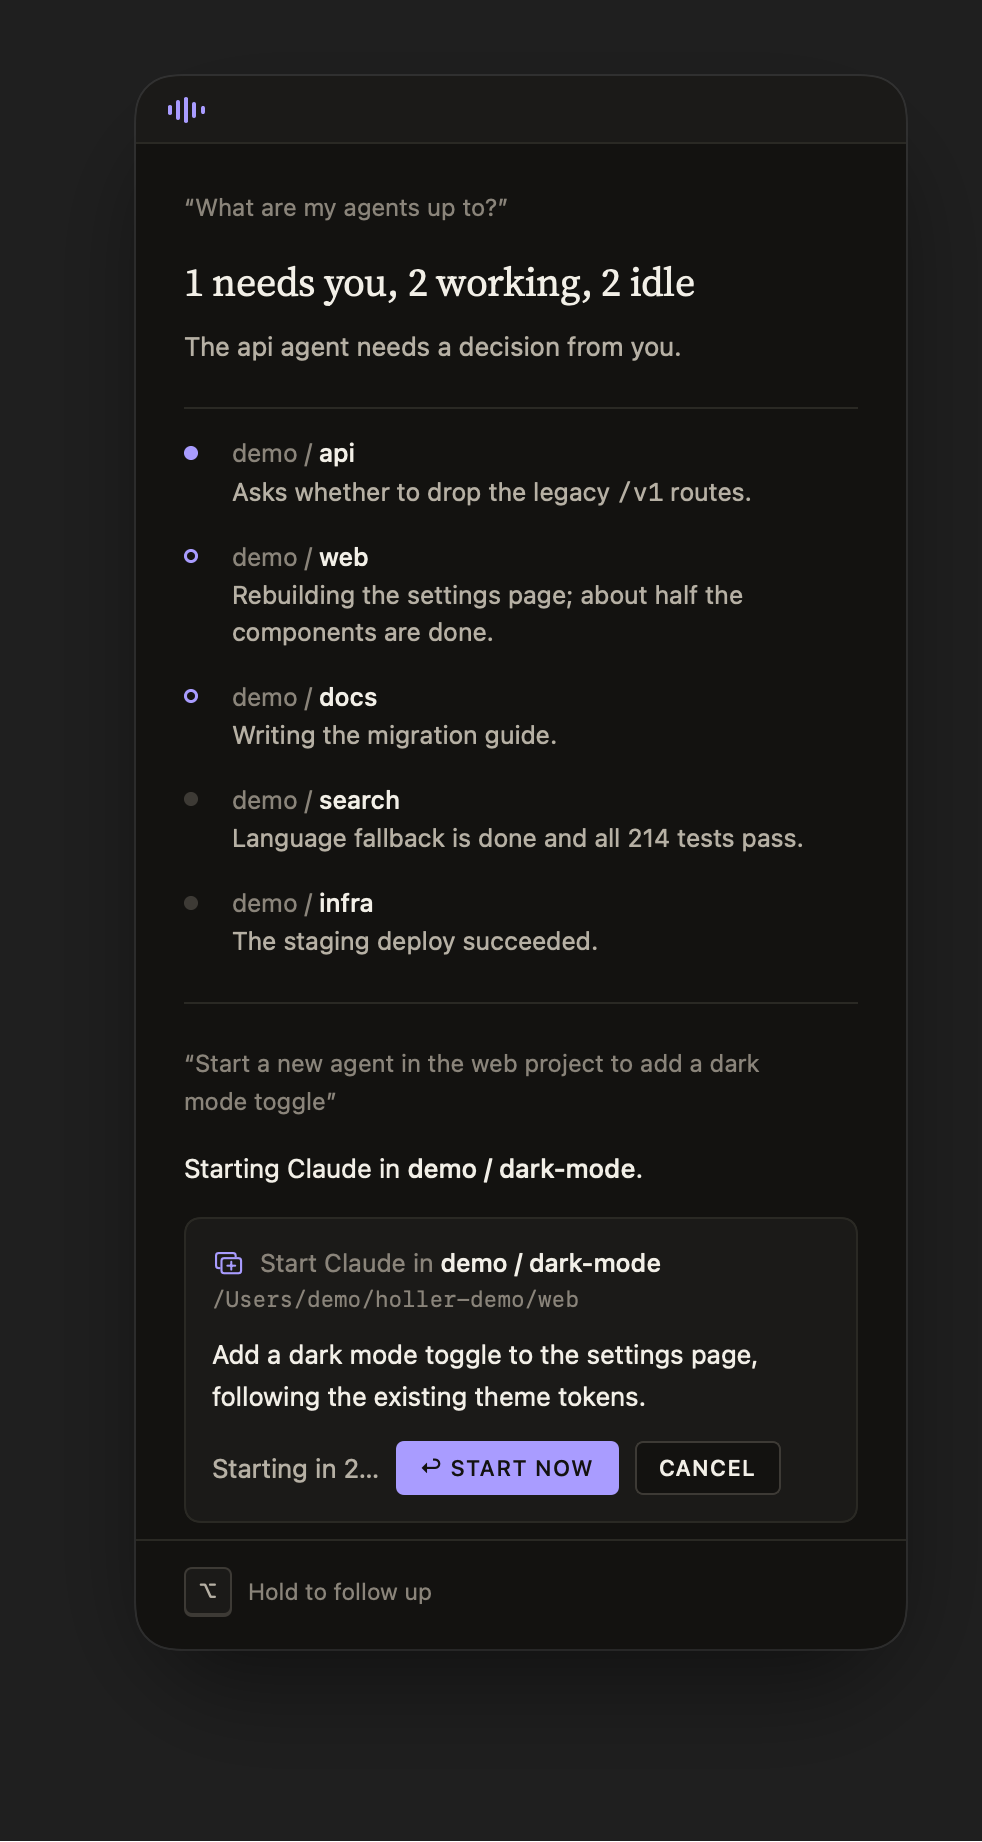 “What are my agents up to?”
1 needs you, 2 working, 2 idle
The api agent needs a decision from you.
demo / api
Asks whether to drop the legacy /v1 routes.
demo / web
Rebuilding the settings page; about half the
components are done.
demo / docs
Writing the migration guide.
demo / search
Language fallback is done and all 214 tests pass.
demo / infra
The staging deploy succeeded.
“Start a new agent in the web project to add a dark
mode toggle”
Starting Claude in demo / dark-mode.
Start Claude in demo / dark-mode
/Users/demo/holler-demo/web
Add a dark mode toggle to the settings page,
following the existing theme tokens.
Starting in 2... ↩ START NOW CANCEL
⌥ Hold to follow up